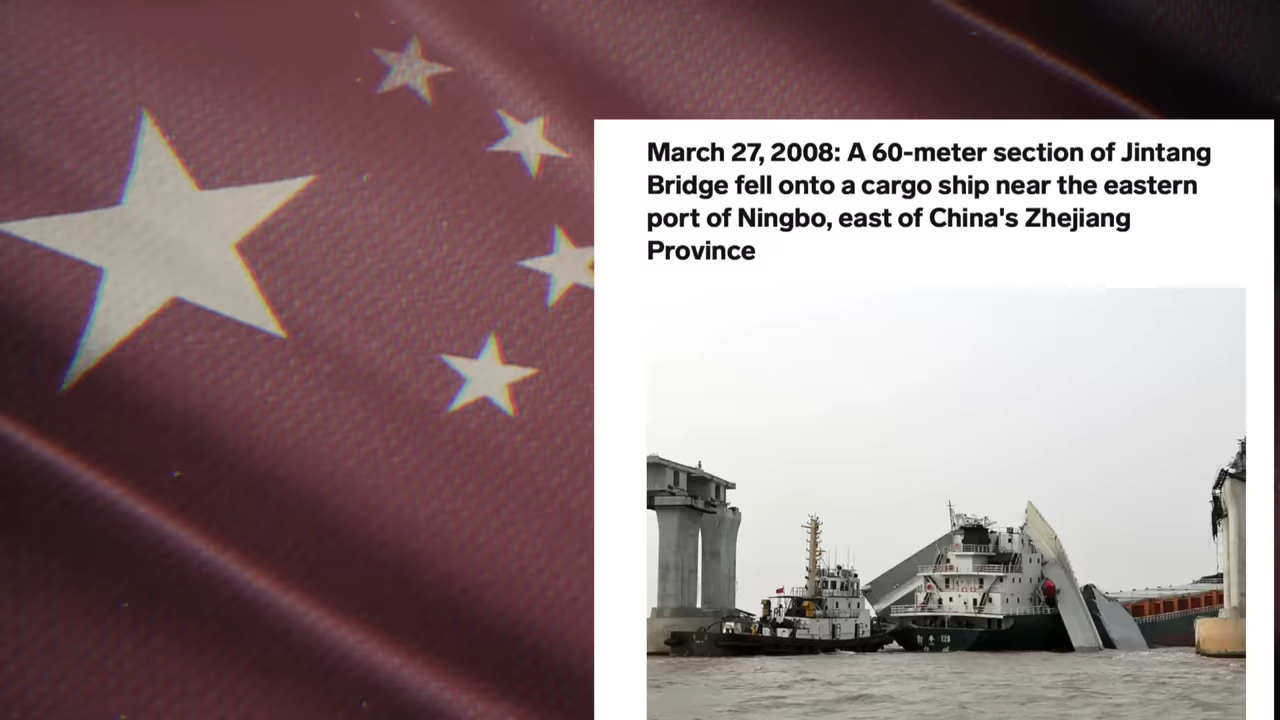 March 27, 2008: A 60-meter section of Jintang
Bridge fell onto a cargo ship near the eastern
port of Ningbo, east of China's Zhejiang
Province